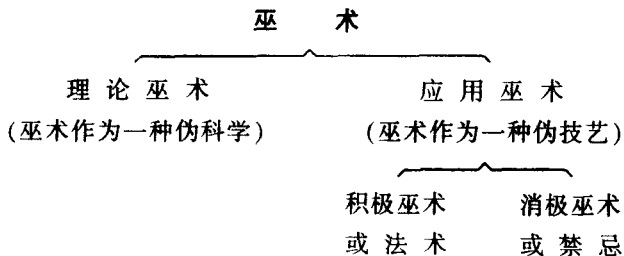 巫术
理论巫术 应用巫术
(巫术作为一种伪科学) (巫术作为一种伪技艺)
积极巫术 消极巫术
或法术 或禁忌